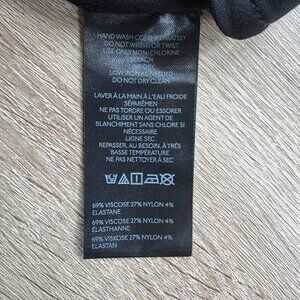 HAND WASH COLD SEPARATELY
DO NOT WRING OR TWIST
USE ONLY NON-CHLORINE
BLEACH
LOW IRON AS NEEDED
DO NOT DRY CLEAN
LAVER À LA MAIN À L'EAU FROIDE
SÉPARÉMEN
NE PAS TORDRE OU ESSORER
UTILISER UN AGENT DE
BLANCHIMENT SANS CHLORE SI
NÉCESSAIRE
LIGNE SEC
REPASSER, AU BESOIN, À TRÈS
BASSE TEMPÉRATURE
NE PAS NETTOYER À SEC
69% VISCOSE 27% NYLON 4%
ELASTANE
69% VISCOSE 27% NYLON 4%
ÉLASTHANNE
69% VISKOSE 27% NYLON 4%
ELASTAN